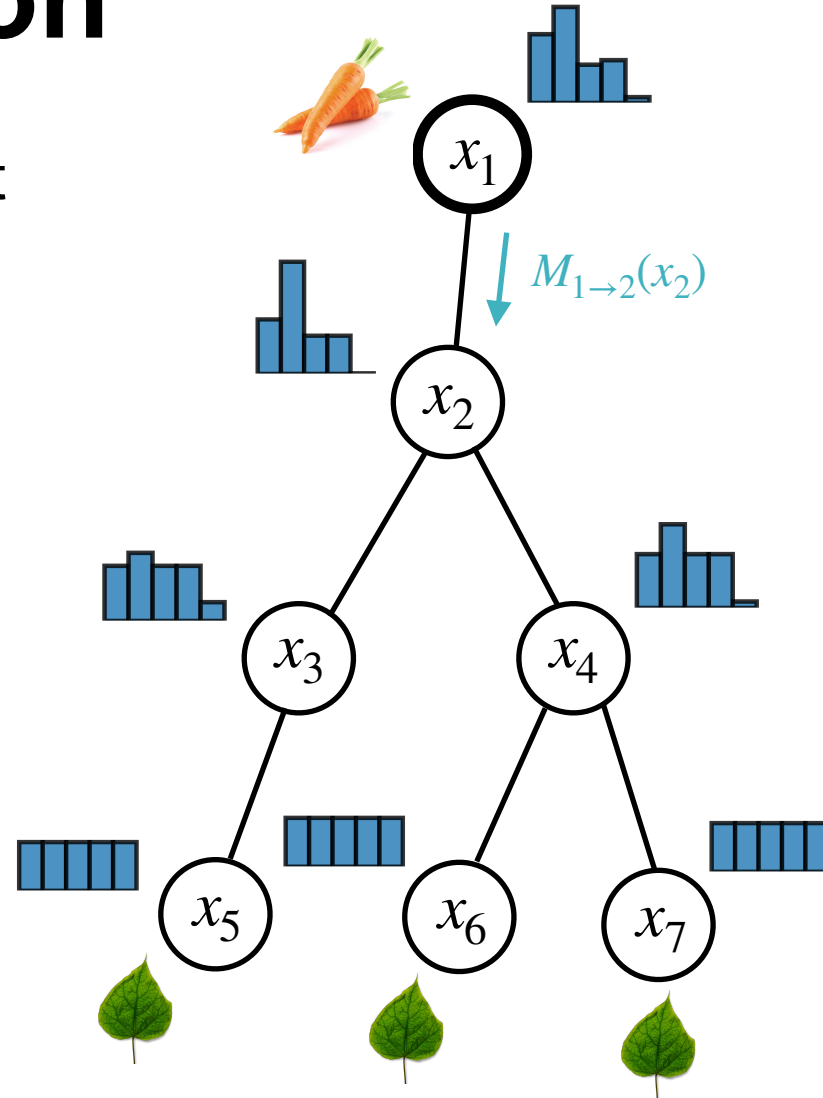 on
t
x₁
M₁→₂(x₂)
x₂
x₃ x₄
x₅ x₆ x₇